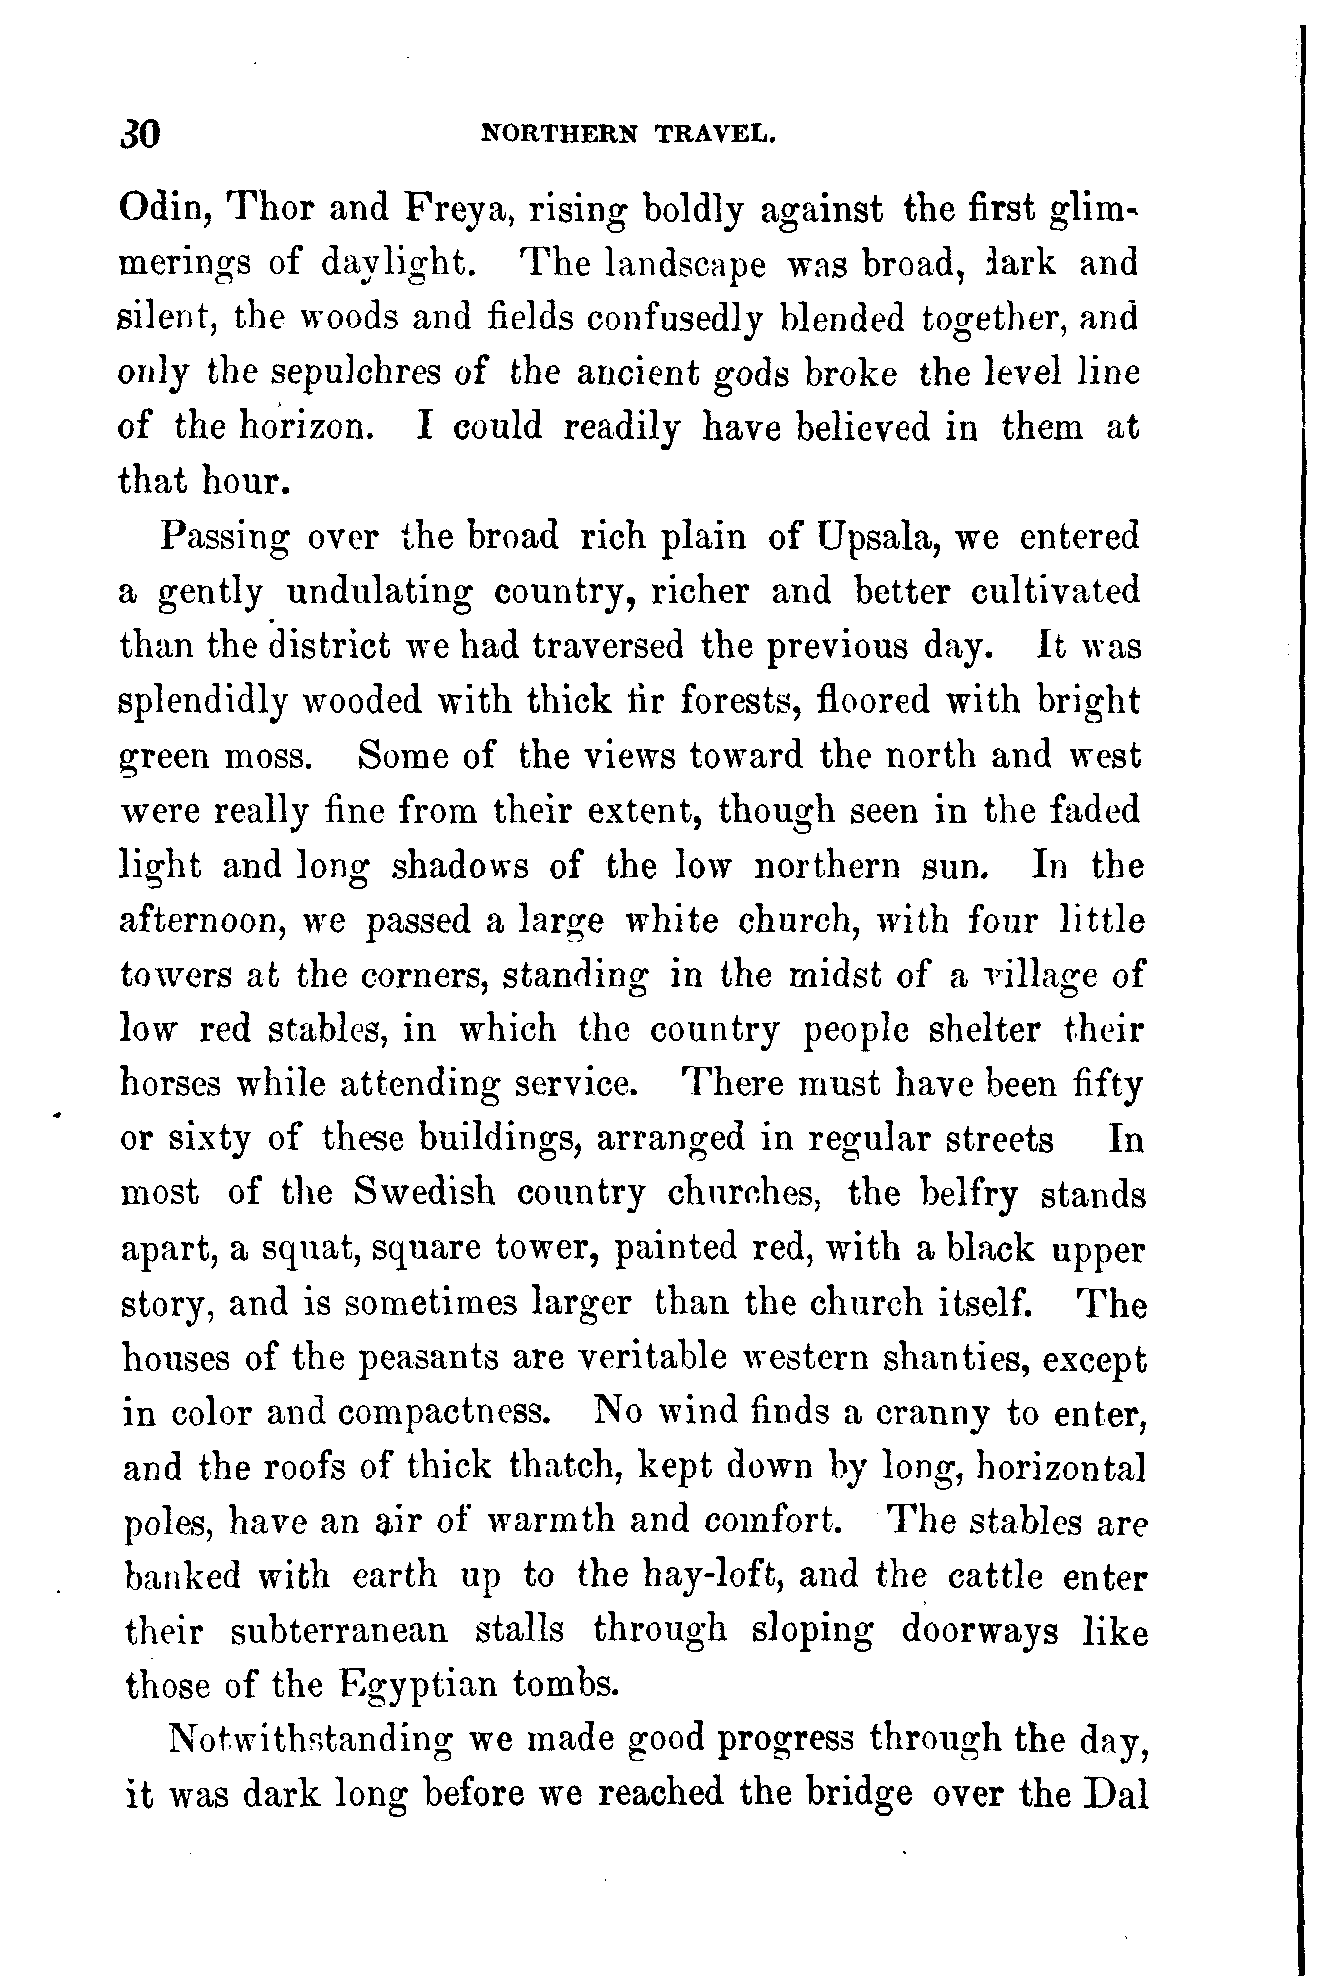 30 NORTHERN TRAVEL.
Odin, Thor and Freya, rising boldly against the first glim-
merings of daylight. The landscape was broad, dark and
silent, the woods and fields confusedly blended together, and
only the sepulchres of the ancient gods broke the level line
of the horizon. I could readily have believed in them at
that hour.
Passing over the broad rich plain of Upsala, we entered
a gently undulating country, richer and better cultivated
than the district we had traversed the previous day. It was
splendidly wooded with thick fir forests, floored with bright
green moss. Some of the views toward the north and west
were really fine from their extent, though seen in the faded
light and long shadows of the low northern sun. In the
afternoon, we passed a large white church, with four little
towers at the corners, standing in the midst of a village of
low red stables, in which the country people shelter their
horses while attending service. There must have been fifty
or sixty of these buildings, arranged in regular streets In
most of the Swedish country churches, the belfry stands
apart, a squat, square tower, painted red, with a black upper
story, and is sometimes larger than the church itself. The
houses of the peasants are veritable western shanties, except
in color and compactness. No wind finds a cranny to enter,
and the roofs of thick thatch, kept down by long, horizontal
poles, have an air of warmth and comfort. The stables are
banked with earth up to the hay-loft, and the cattle enter
their subterranean stalls through sloping doorways like
those of the Egyptian tombs.
Notwithstanding we made good progress through the day,
it was dark long before we reached the bridge over the Dal